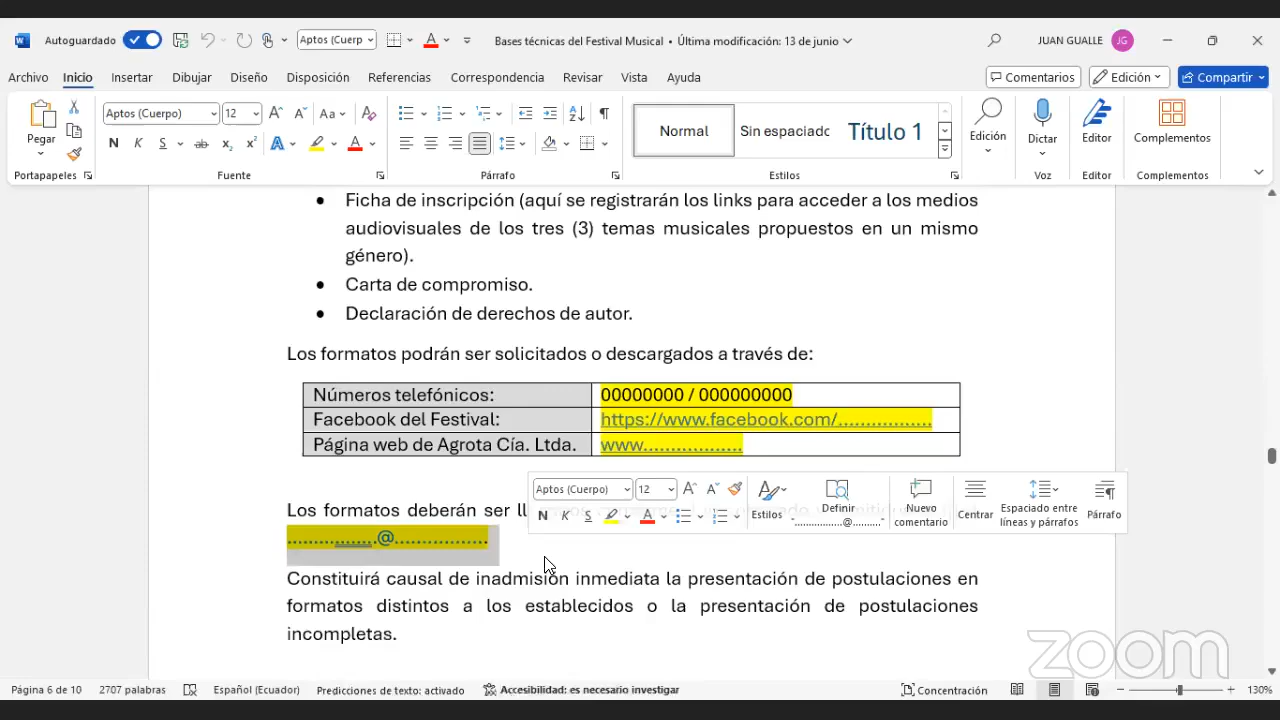 Autoguardado
Aptos (Cuerp
Bases técnicas del Festival Musical • Última modificación: 13 de junio
JUAN GUALLE JG
Archivo Inicio Insertar Dibujar Diseño Disposición Referencias Correspondencia Revisar Vista Ayuda
Comentarios Edición Compartir
Pegar
Portapapeles
Aptos (Cuerpo) 12
Fuente
Párrafo
Normal Sin espaciado Título 1
Estilos
Edición
Dictar
Voz
Editor
Editor
Complementos
Complementos
• Ficha de inscripción (aquí se registrarán los links para acceder a los medios
audiovisuales de los tres (3) temas musicales propuestos en un mismo
género).
• Carta de compromiso.
• Declaración de derechos de autor.
Los formatos podrán ser solicitados o descargados a través de:
Números telefónicos: 00000000 / 000000000
Facebook del Festival: https://www.facebook.com/..................
Página web de Agrota Cía. Ltda. www...................
Los formatos deberán ser ll
................@..................
Aptos (Cuerpo) 12
Estilos
Definir
................@..................
Nuevo
comentario
Centrar
Espaciado entre
líneas y párrafos
Párrafo
Constituirá causal de inadmisión inmediata la presentación de postulaciones en
formatos distintos a los establecidos o la presentación de postulaciones
incompletas.
zoom
Página 6 de 10 2707 palabras Español (Ecuador) Predicciones de texto: activado Accesibilidad: es necesario investigar Concentración 130%